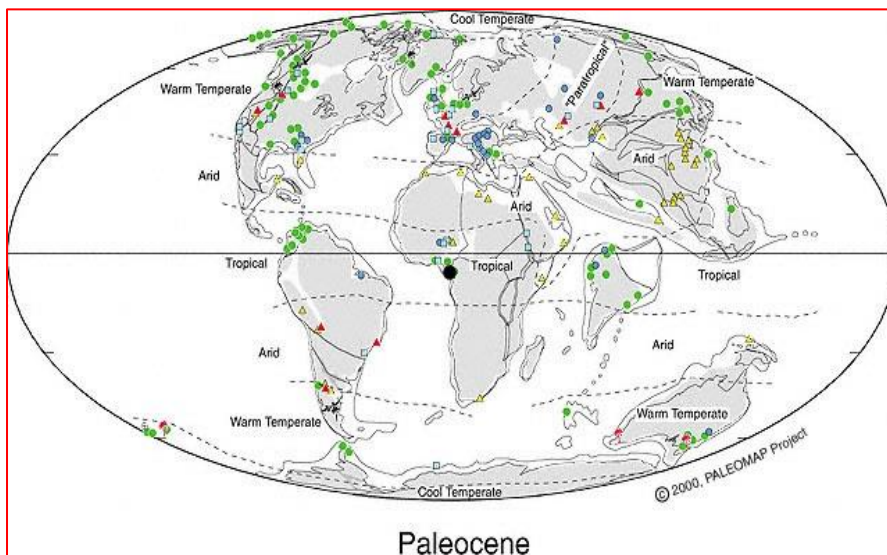 Cool Temperate
"Paratropical"
Warm Temperate
Warm Temperate
Arid
Arid
Arid
Tropical
Tropical
Tropical
Arid
Arid
Warm Temperate
Warm Temperate
Cool Temperate
© 2000, PALEOMAP Project
Paleocene